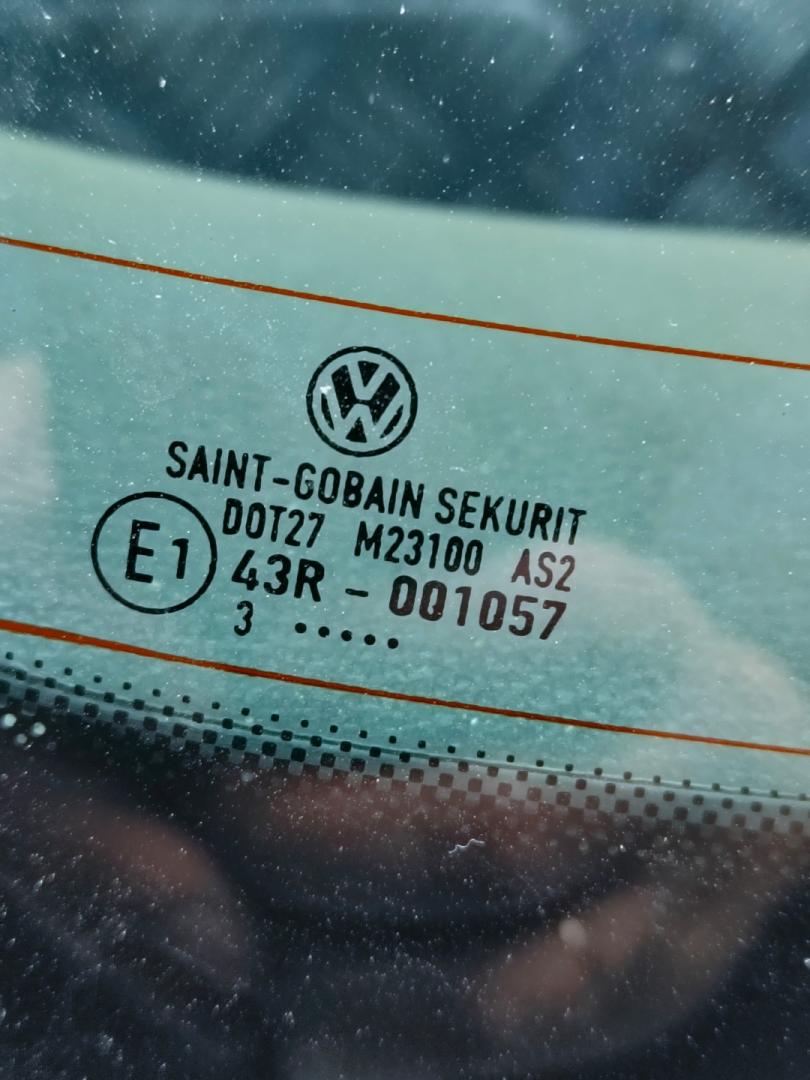 SAINT-GOBAIN SEKURIT
DOT27 M23100 AS2
E1 43R - 001057
3 .....